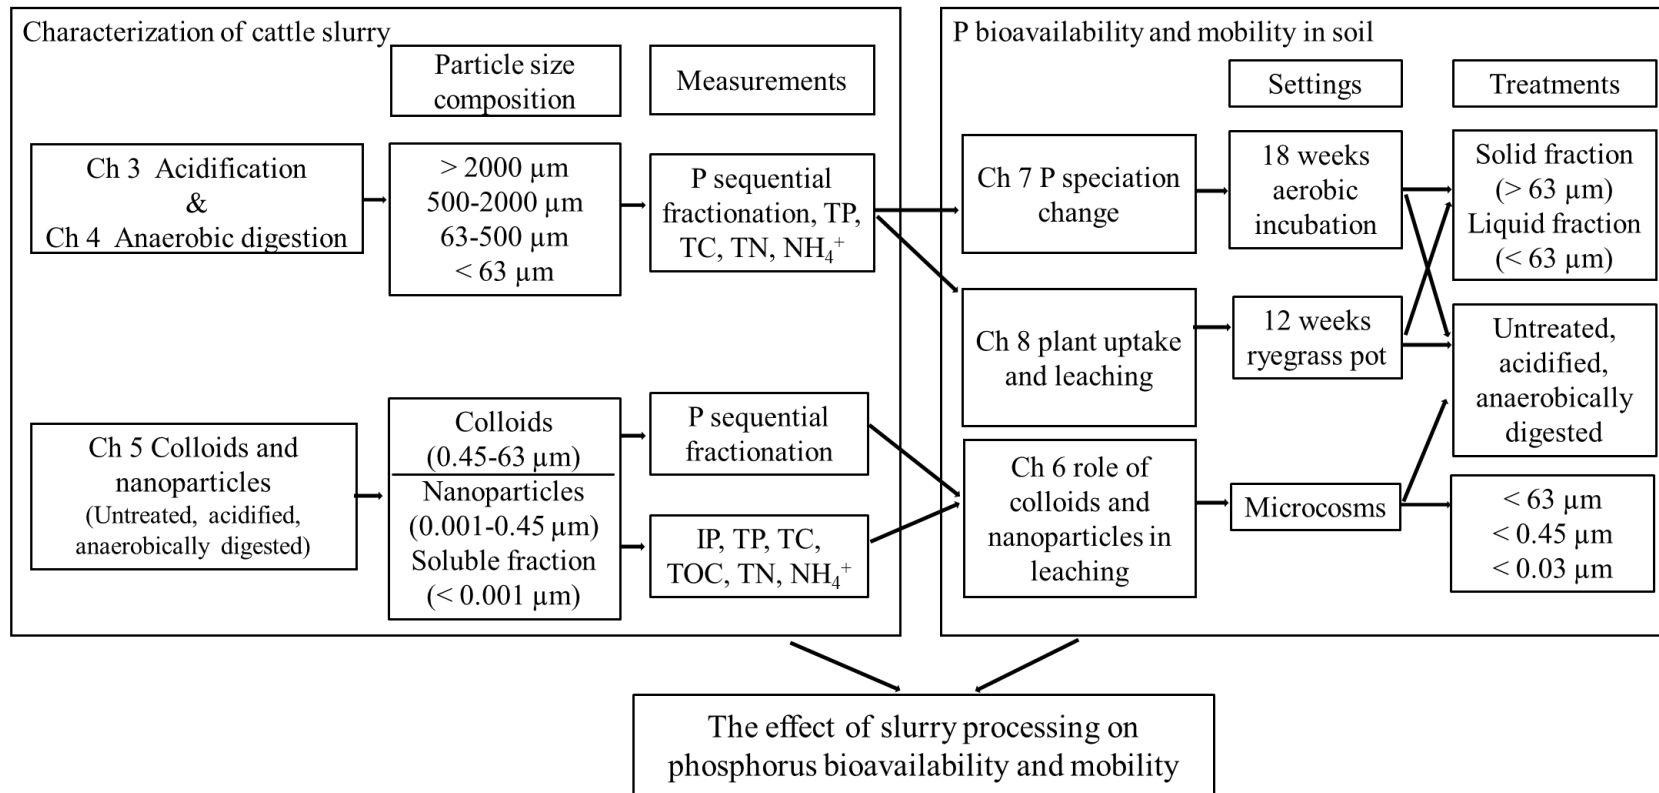 Characterization of cattle slurry
Particle size
composition
Measurements
Ch 3 Acidification
&
Ch 4 Anaerobic digestion
> 2000 µm
500-2000 µm
63-500 µm
< 63 µm
P sequential
fractionation, TP,
TC, TN, NH₄⁺
Ch 5 Colloids and
nanoparticles
(Untreated, acidified,
anaerobically digested)
Colloids
(0.45-63 µm)
Nanoparticles
(0.001-0.45 µm)
Soluble fraction
(< 0.001 µm)
P sequential
fractionation
IP, TP, TC,
TOC, TN, NH₄⁺
P bioavailability and mobility in soil
Settings
Treatments
Ch 7 P speciation
change
18 weeks
aerobic
incubation
Solid fraction
(> 63 µm)
Liquid fraction
(< 63 µm)
Ch 8 plant uptake
and leaching
12 weeks
ryegrass pot
Untreated,
acidified,
anaerobically
digested
Ch 6 role of
colloids and
nanoparticles in
leaching
Microcosms
< 63 µm
< 0.45 µm
< 0.03 µm
The effect of slurry processing on
phosphorus bioavailability and mobility